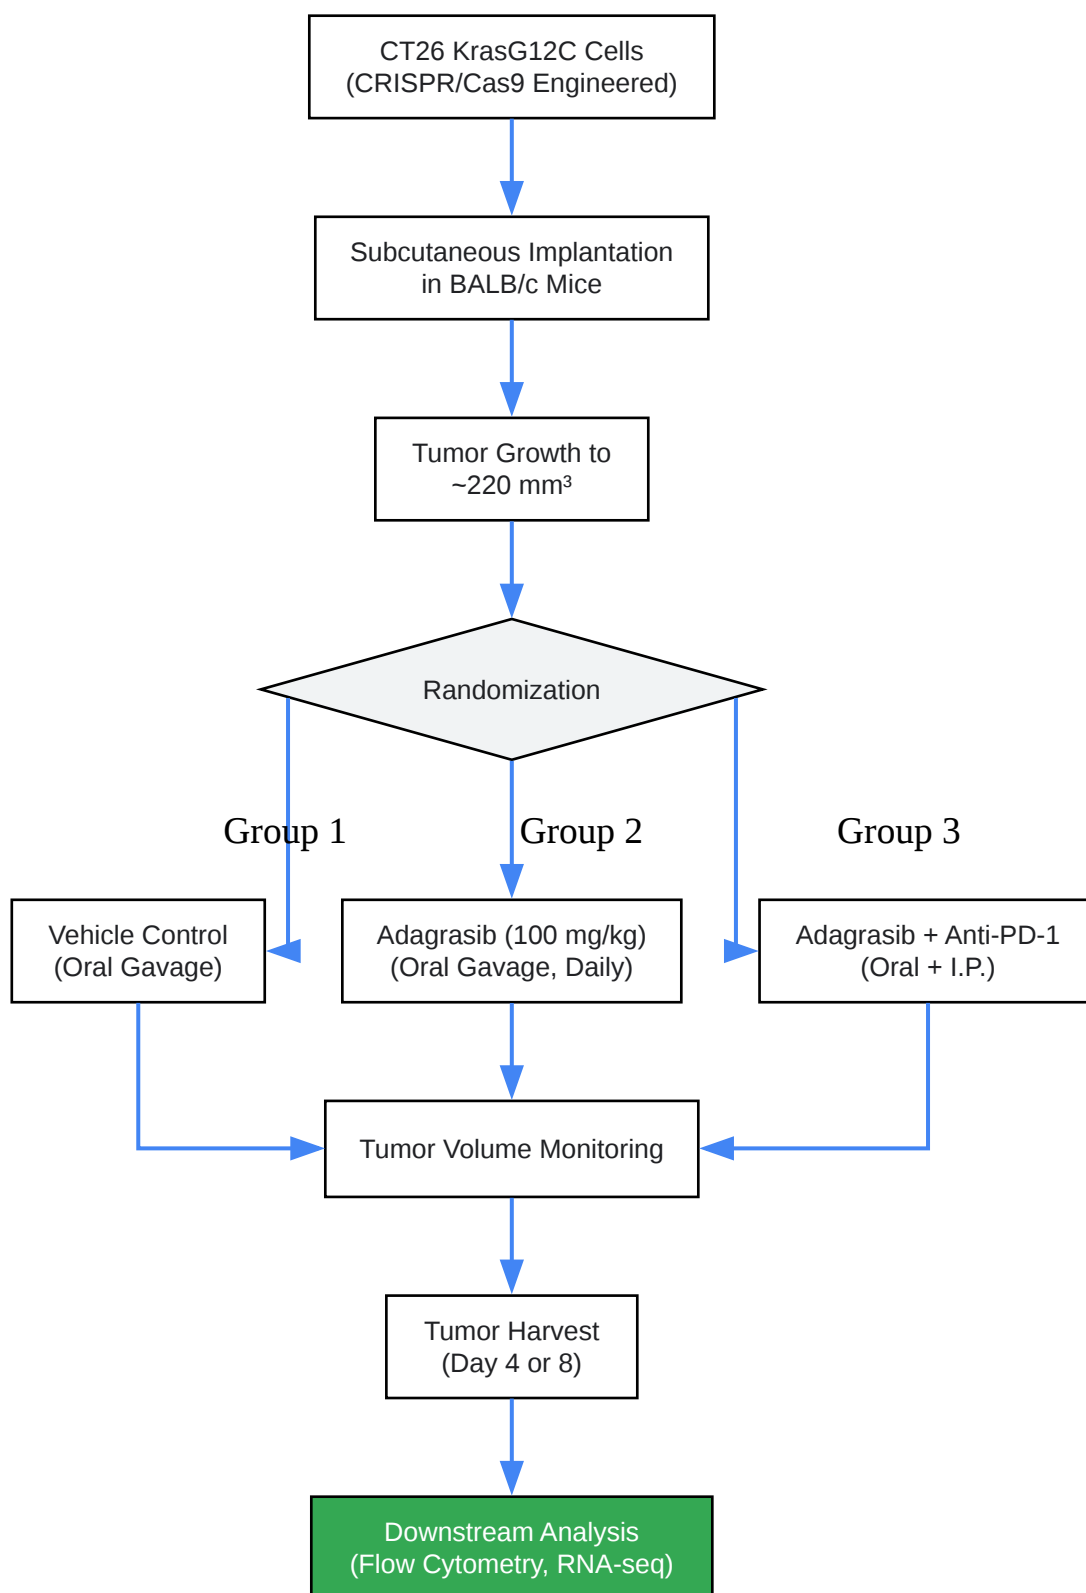 CT26 KrasG12C Cells
(CRISPR/Cas9 Engineered)
Subcutaneous Implantation
in BALB/c Mice
Tumor Growth to
~220 mm³
Randomization
Group 1
Group 2
Group 3
Vehicle Control
(Oral Gavage)
Adagrasib (100 mg/kg)
(Oral Gavage, Daily)
Adagrasib + Anti-PD-1
(Oral + I.P.)
Tumor Volume Monitoring
Tumor Harvest
(Day 4 or 8)
Downstream Analysis
(Flow Cytometry, RNA-seq)